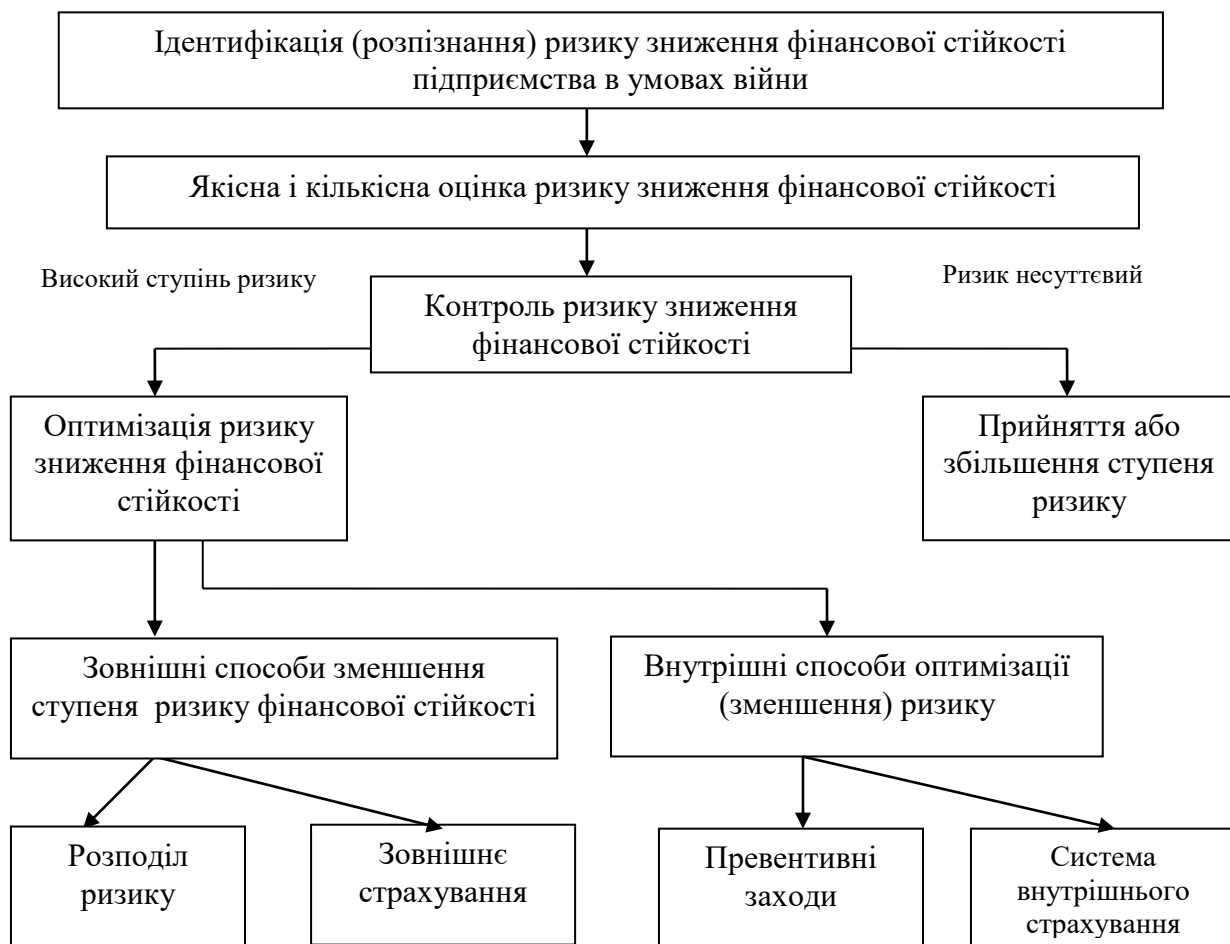 Ідентифікація (розпізнання) ризику зниження фінансової стійкості
підприємства в умовах війни
Якісна і кількісна оцінка ризику зниження фінансової стійкості
Високий ступінь ризику
Ризик несуттєвий
Контроль ризику зниження
фінансової стійкості
Оптимізація ризику
зниження фінансової
стійкості
Прийняття або
збільшення ступеня
ризику
Зовнішні способи зменшення
ступеня ризику фінансової стійкості
Внутрішні способи оптимізації
(зменшення) ризику
Розподіл
ризику
Зовнішнє
страхування
Превентивні
заходи
Система
внутрішнього
страхування